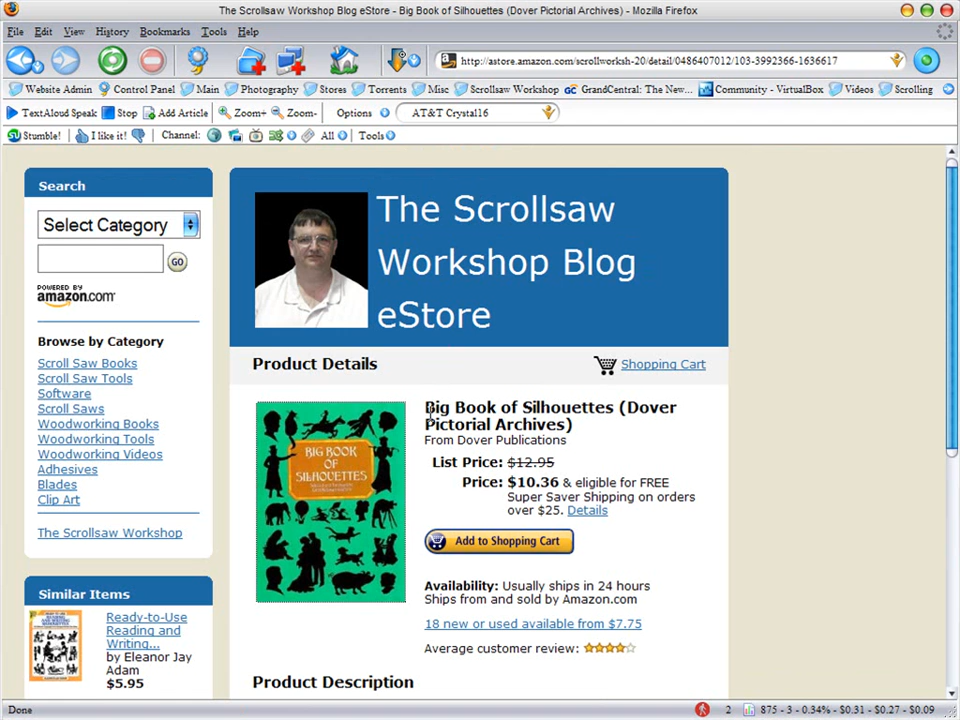 The Scrollsaw Workshop Blog eStore - Big Book of Silhouettes (Dover Pictorial Archives) - Mozilla Firefox
File Edit View History Bookmarks Tools Help
http://astore.amazon.com/scrollworksh-20/detail/0486407012/103-3992366-1636617
Website Admin Control Panel Main Photography Stores Torrents Misc Scrollsaw Workshop GC GrandCentral: The New... Community - VirtualBox Videos Scrolling
TextAloud Speak Stop Add Article Zoom+ Zoom- Options AT&T Crystal16
Stumble! I like it! Channel: All Tools
Search
Select Category
GO
POWERED BY
amazon.com
Browse by Category
Scroll Saw Books
Scroll Saw Tools
Software
Scroll Saws
Woodworking Books
Woodworking Tools
Woodworking Videos
Adhesives
Blades
Clip Art
The Scrollsaw Workshop
Similar Items
Ready-to-Use
Reading and
Writing...
by Eleanor Jay
Adam
$5.95
The Scrollsaw
Workshop Blog
eStore
Product Details
Shopping Cart
BIG BOOK
OF
SILHOUETTES
Big Book of Silhouettes (Dover
Pictorial Archives)
From Dover Publications
List Price: $12.95
Price: $10.36 & eligible for FREE
Super Saver Shipping on orders
over $25. Details
Add to Shopping Cart
Availability: Usually ships in 24 hours
Ships from and sold by Amazon.com
18 new or used available from $7.75
Average customer review:
Product Description
Done
2 875 - 3 - 0.34% - $0.31 - $0.27 - $0.09